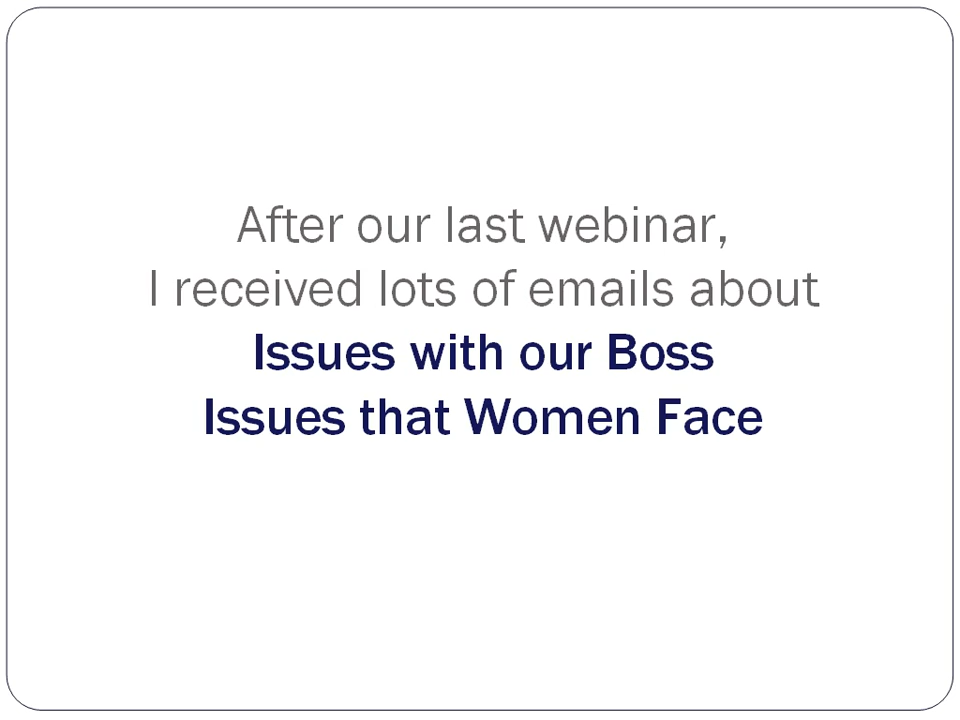 After our last webinar,
I received lots of emails about
Issues with our Boss
Issues that Women Face